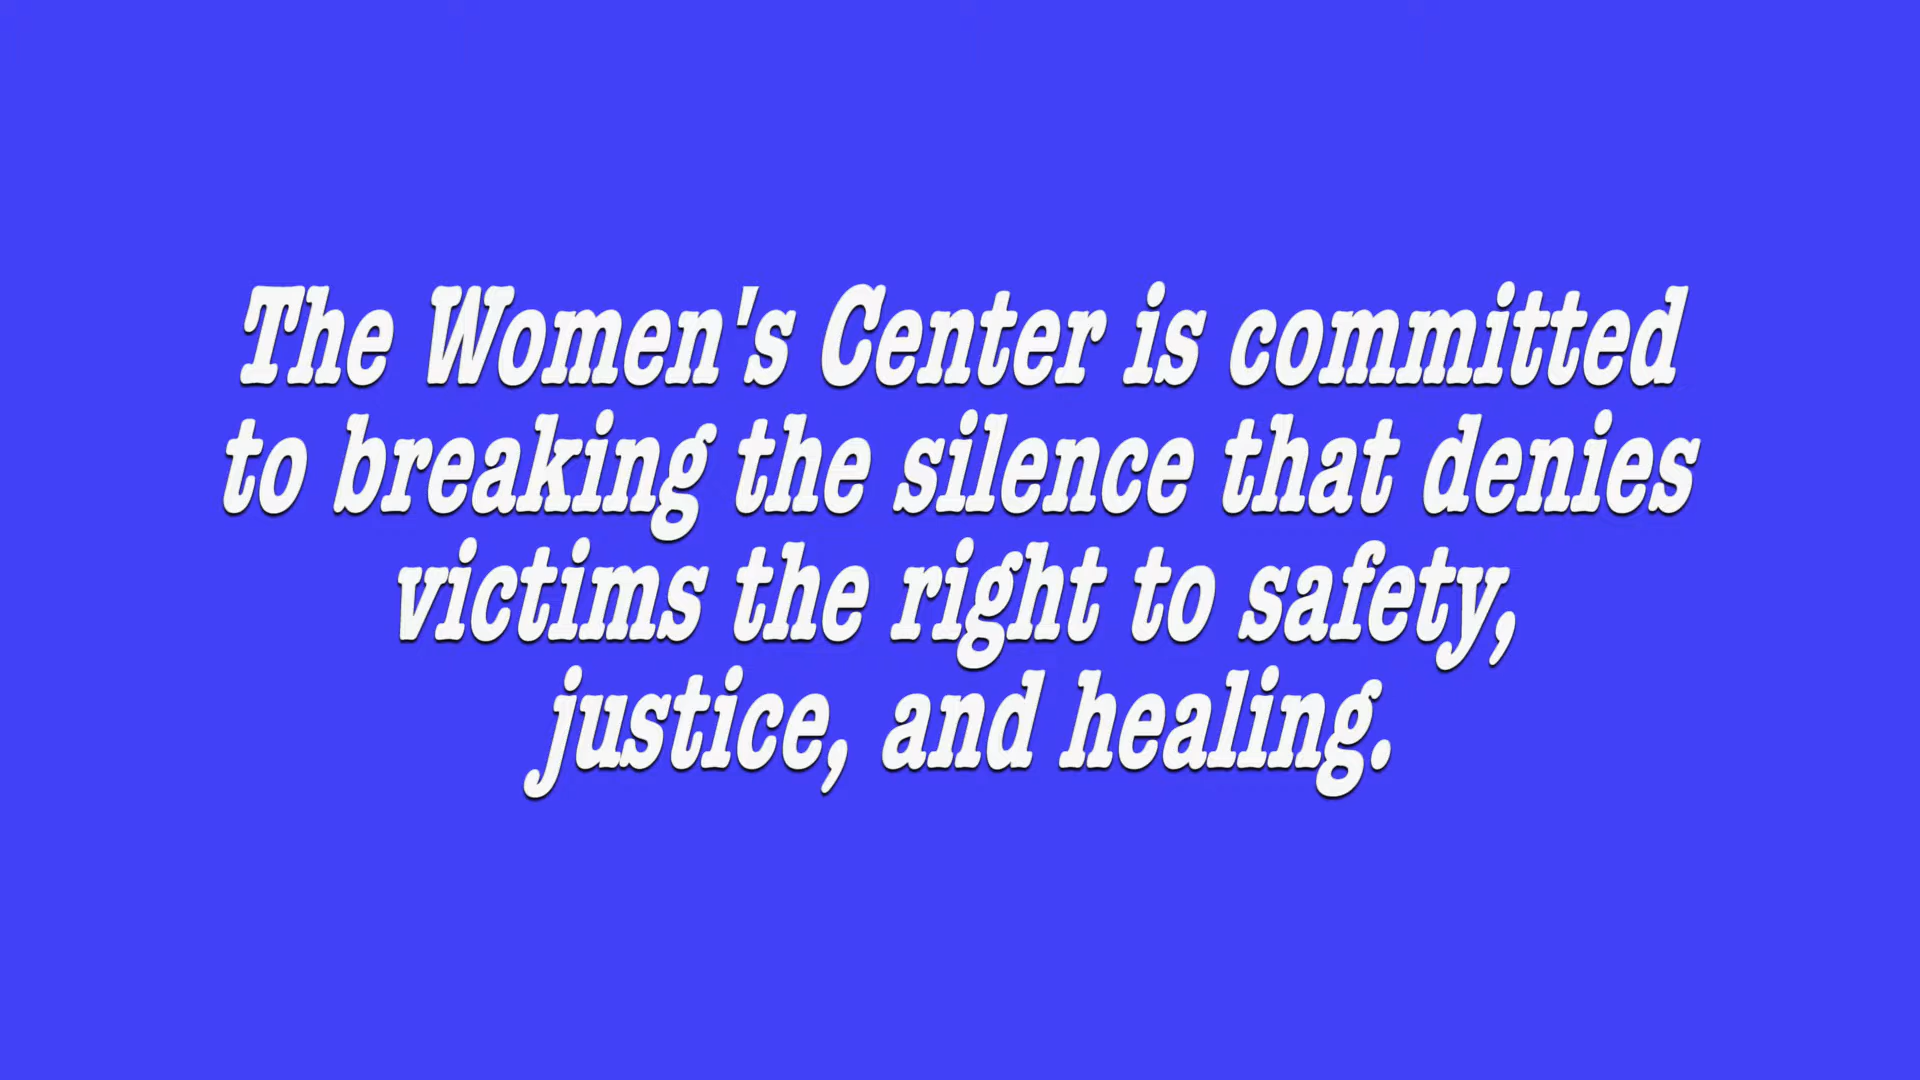 The Women's Center is committed
to breaking the silence that denies
victims the right to safety,
justice, and healing.